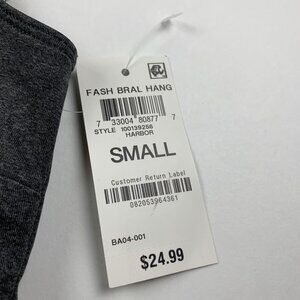 FASH BRAL HANG
7 33004 80877 7
STYLE 100139256
HARBOR
SMALL
Customer Return Label
082053964361
BA04-001
$24.99